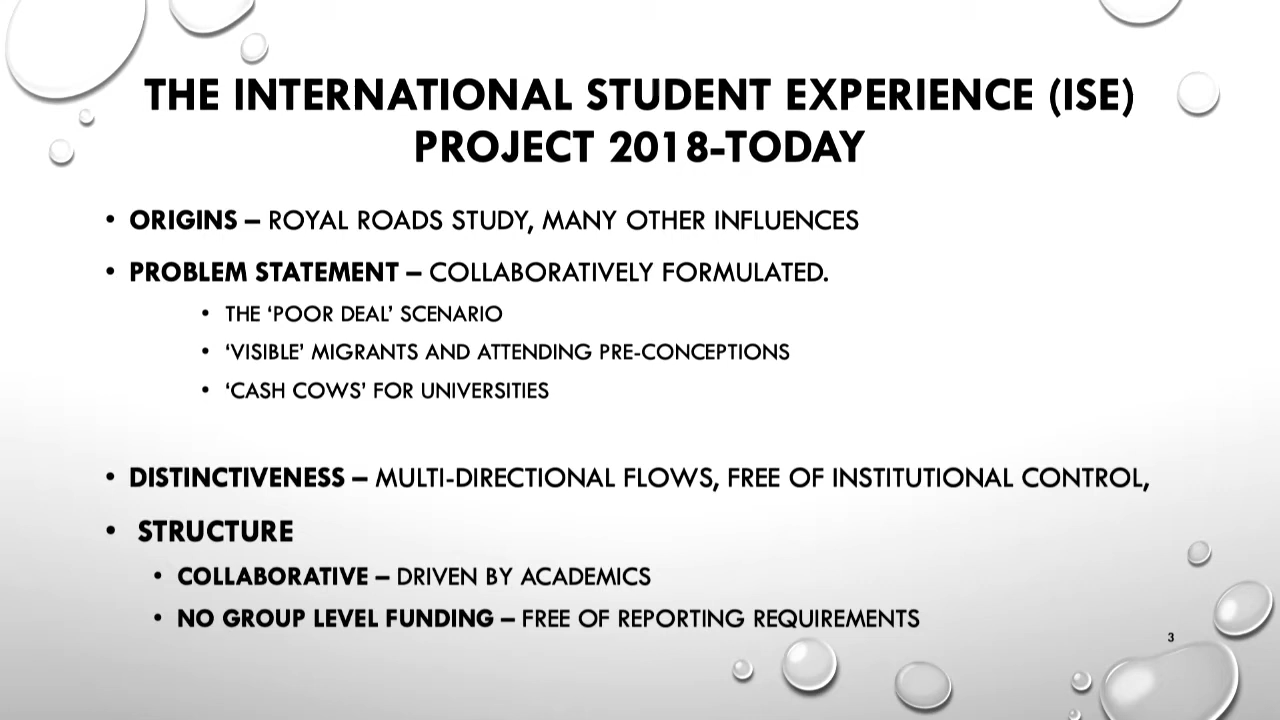 THE INTERNATIONAL STUDENT EXPERIENCE (ISE)
PROJECT 2018-TODAY
• ORIGINS – ROYAL ROADS STUDY, MANY OTHER INFLUENCES
• PROBLEM STATEMENT – COLLABORATIVELY FORMULATED.
• THE ‘POOR DEAL’ SCENARIO
• ‘VISIBLE’ MIGRANTS AND ATTENDING PRE-CONCEPTIONS
• ‘CASH COWS’ FOR UNIVERSITIES
• DISTINCTIVENESS – MULTI-DIRECTIONAL FLOWS, FREE OF INSTITUTIONAL CONTROL,
• STRUCTURE
• COLLABORATIVE – DRIVEN BY ACADEMICS
• NO GROUP LEVEL FUNDING – FREE OF REPORTING REQUIREMENTS
3